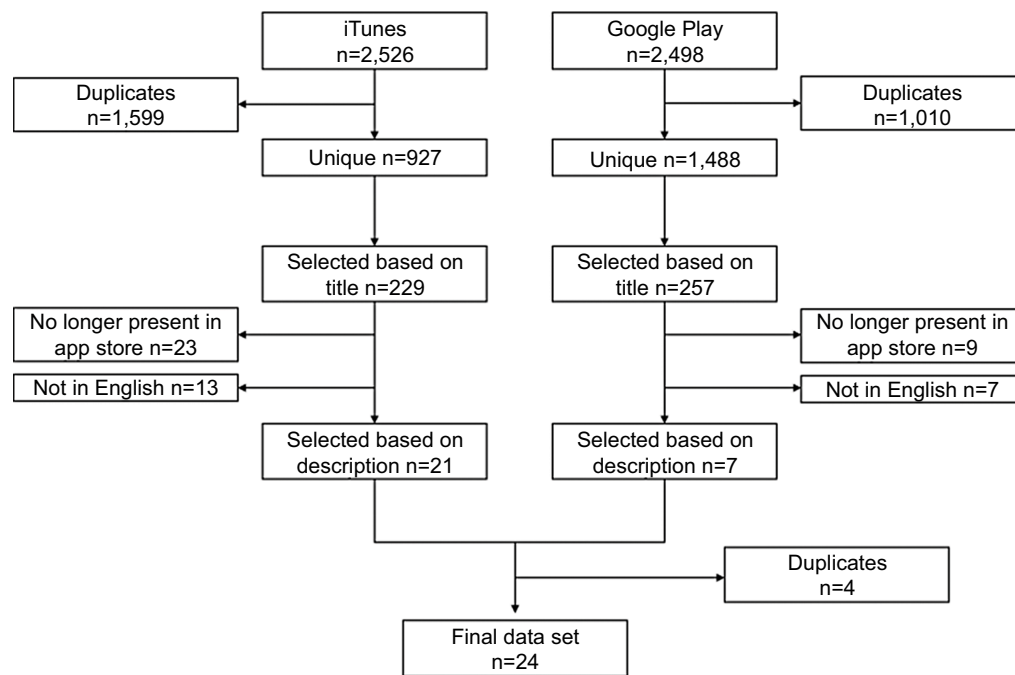 iTunes
n=2,526
Google Play
n=2,498
Duplicates
n=1,599
Duplicates
n=1,010
Unique n=927
Unique n=1,488
Selected based on
title n=229
Selected based on
title n=257
No longer present in
app store n=23
No longer present in
app store n=9
Not in English n=13
Not in English n=7
Selected based on
description n=21
Selected based on
description n=7
Duplicates
n=4
Final data set
n=24